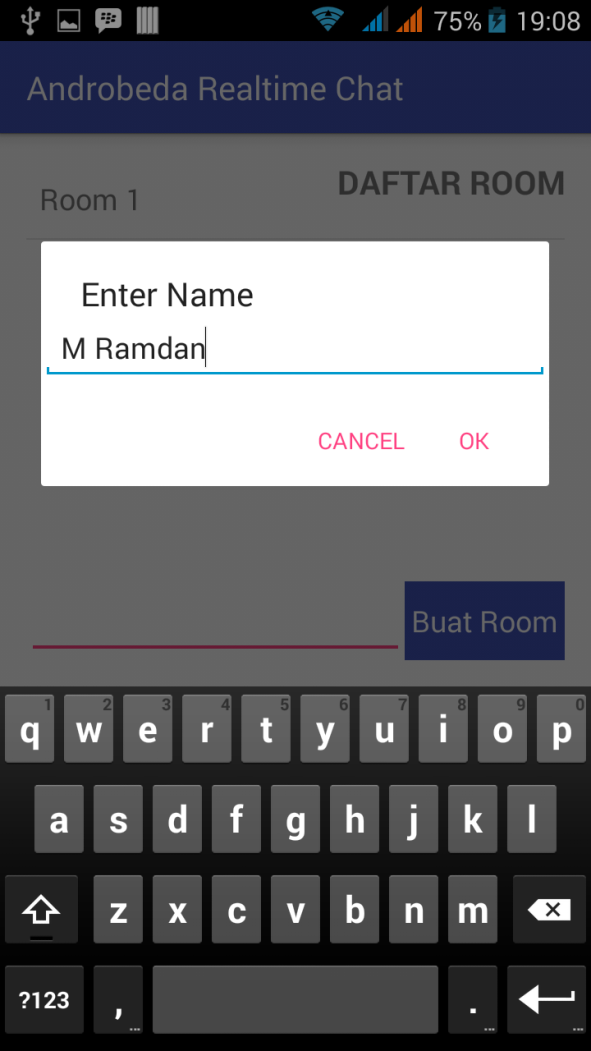 75% 19:08
Androbeda Realtime Chat
DAFTAR ROOM
Room 1
Enter Name
M Ramdan
CANCEL OK
Buat Room
1 2 3 4 5 6 7 8 9 0
q w e r t y u i o p
a s d f g h j k l
z x c v b n m
?123 , .